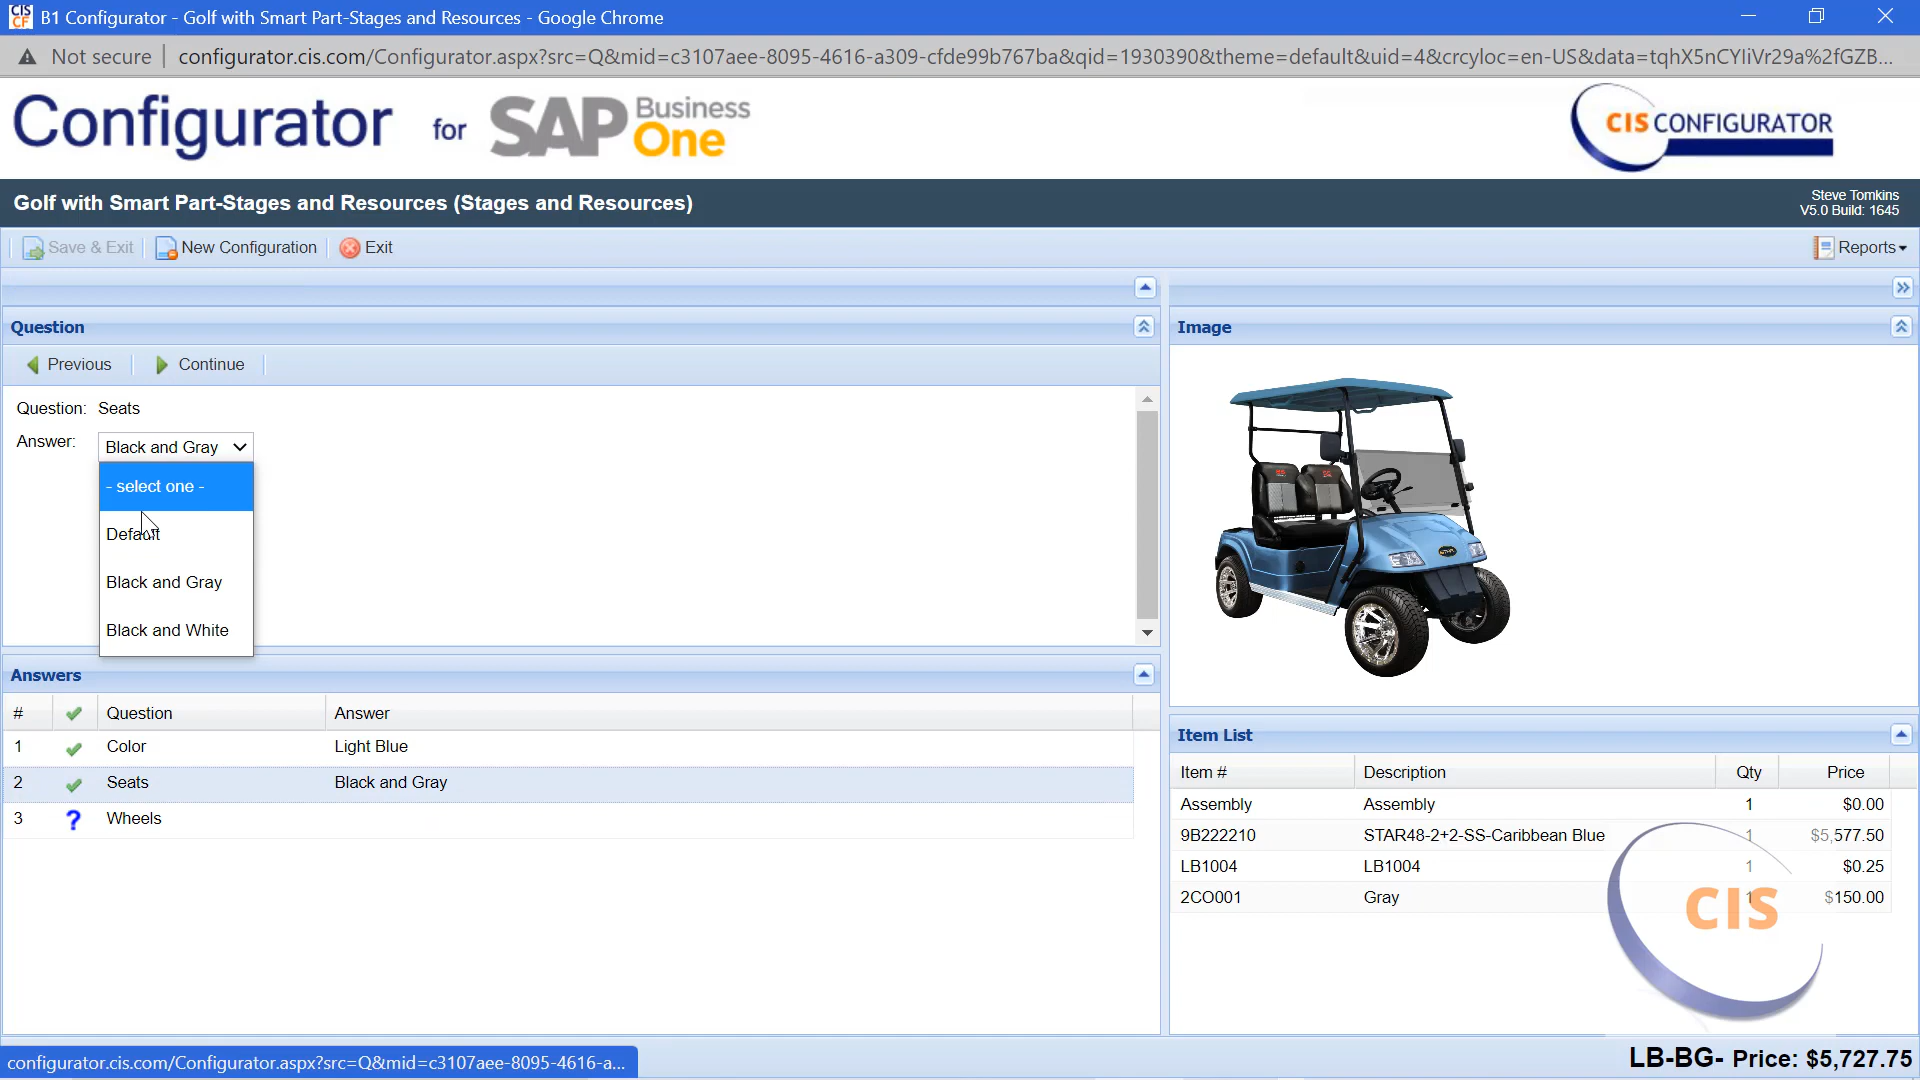 CIS
CF
B1 Configurator - Golf with Smart Part-Stages and Resources - Google Chrome
Not secure
configurator.cis.com/Configurator.aspx?src=Q&mid=c3107aee-8095-4616-a309-cfde99b767ba&qid=1930390&theme=default&uid=4&crcyloc=en-US&data=tqhX5nCYIiVr29a%2fGZB...
Configurator for SAP Business One
CIS CONFIGURATOR
Golf with Smart Part-Stages and Resources (Stages and Resources)
Steve Tomkins
V5.0 Build: 1645
Save & Exit
New Configuration
Exit
Reports
Question
Previous
Continue
Question: Seats
Answer: Black and Gray
- select one -
Default
Black and Gray
Black and White
Answers
# Question Answer
1 Color Light Blue
2 Seats Black and Gray
3 ? Wheels
Image
Item List
Item # Description Qty Price
Assembly Assembly 1 $0.00
9B222210 STAR48-2+2-SS-Caribbean Blue 1 $5,577.50
LB1004 LB1004 1 $0.25
2CO001 Gray 1 $150.00
CIS
configurator.cis.com/Configurator.aspx?src=Q&mid=c3107aee-8095-4616-a...
LB-BG- Price: $5,727.75